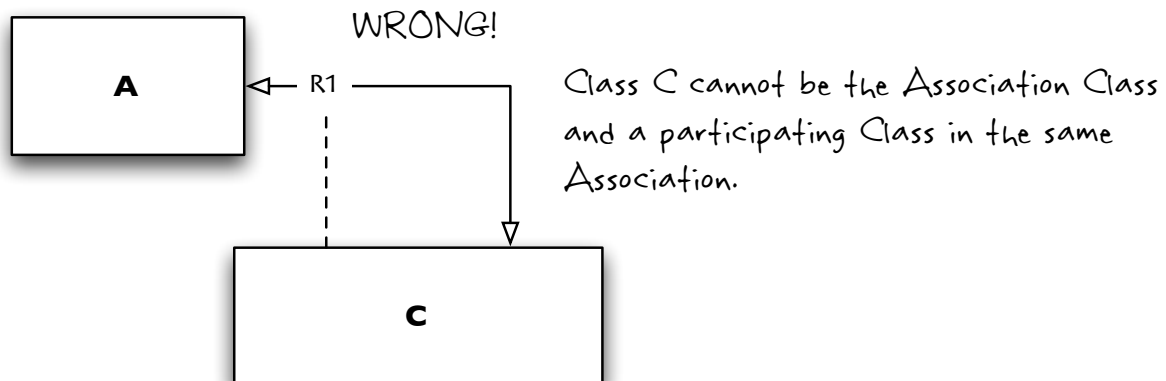 WRONG!
A
R1
Class C cannot be the Association Class
and a participating Class in the same
Association.
C